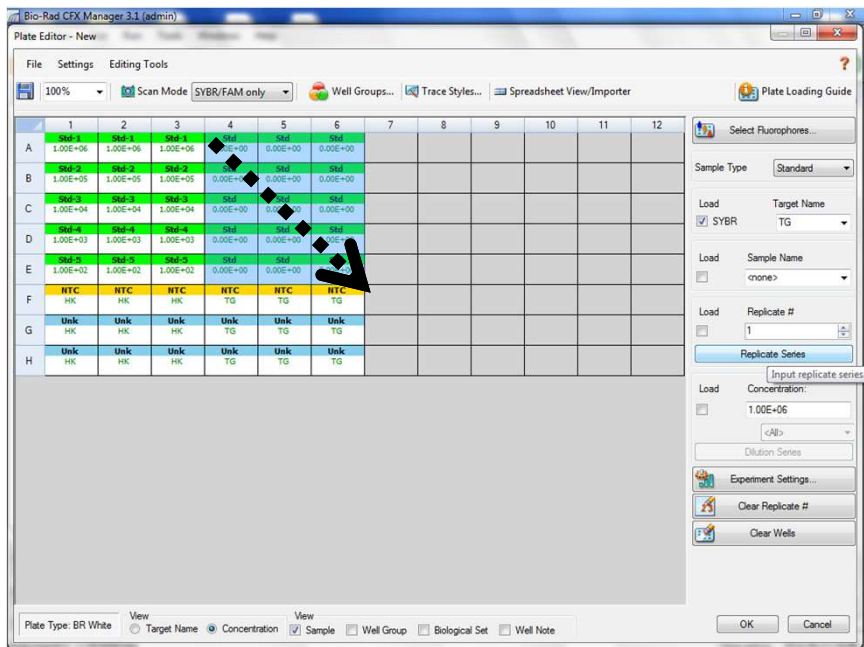 Bio-Rad CFX Manager 3.1 (admin)
Plate Editor - New
File Settings Editing Tools ?
100% Scan Mode SYBR/FAM only Well Groups... Trace Styles... Spreadsheet View/Importer Plate Loading Guide
1 2 3 4 5 6 7 8 9 10 11 12
Std-1 Std-1 Std-1 Std Std Std
A 1.00E+06 1.00E+06 1.00E+06 0.00E+00 0.00E+00
Std-2 Std-2 Std-2 Std Std Std
B 1.00E+05 1.00E+05 1.00E+05 0.00E+00 0.00E+00
Std-3 Std-3 Std-3 Std Std Std
C 1.00E+04 1.00E+04 1.00E+04 0.00E+00 0.00E+00
Std-4 Std-4 Std-4 Std Std Std
D 1.00E+03 1.00E+03 1.00E+03 0.00E+00 0.00E+00
Std-5 Std-5 Std-5 Std Std Std
E 1.00E+02 1.00E+02 1.00E+02 0.00E+00 0.00E+00
NTC NTC NTC NTC NTC NTC
F HK HK HK TG TG TG
Unk Unk Unk Unk Unk Unk
G HK HK HK TG TG TG
Unk Unk Unk Unk Unk Unk
H HK HK HK TG TG TG
Select Fluorophores...
Sample Type Standard
Load Target Name
SYBR TG
Load Sample Name
<none>
Load Replicate #
1
Replicate Series
Input replicate series
Load Concentration:
1.00E+06
<All>
Dilution Series
Experiment Settings...
Clear Replicate #
Clear Wells
Plate Type: BR White
View
Target Name Concentration
View
Sample Well Group Biological Set Well Note
OK Cancel